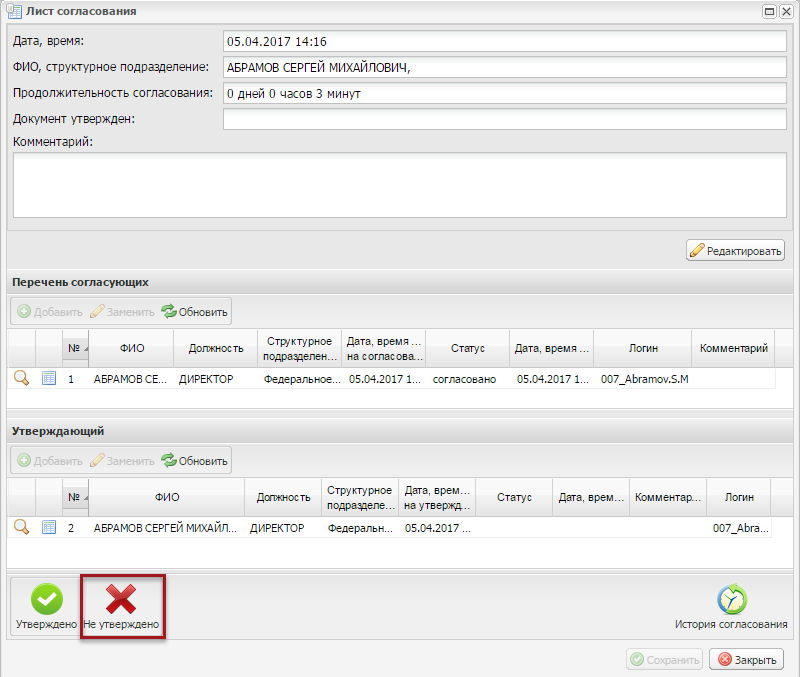 Лист согласования
Дата, время: 05.04.2017 14:16
ФИО, структурное подразделение: АБРАМОВ СЕРГЕЙ МИХАЙЛОВИЧ,
Продолжительность согласования: 0 дней 0 часов 3 минут
Документ утвержден:
Комментарий:
Редактировать
Перечень согласующих
Добавить Заменить Обновить
№ ФИО Должность Структурное подразделен... Дата, время ... на согласова... Статус Дата, время ... Логин Комментарий
1 АБРАМОВ СЕ... ДИРЕКТОР Федеральное... 05.04.2017 1... согласовано 05.04.2017 1... 007_Abramov.S.M
Утверждающий
Добавить Заменить Обновить
№ ФИО Должность Структурное подразделе... Дата, врем... на утвержд... Статус Дата, врем... Комментар... Логин
2 АБРАМОВ СЕРГЕЙ МИХАЙЛ... ДИРЕКТОР Федеральн... 05.04.2017 ... 007_Abra...
Утверждено Не утверждено История согласования
Сохранить Закрыть